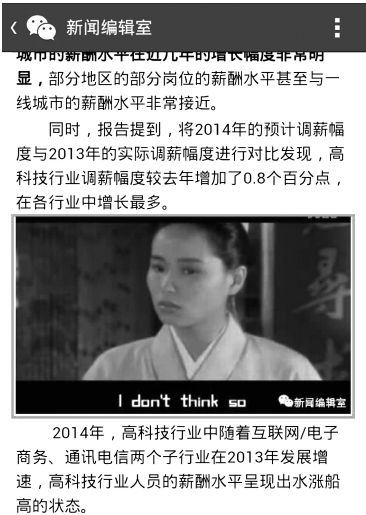 新闻编辑室
城市的薪酬水平在近几年的增长幅度非常明
显，部分地区的部分岗位的薪酬水平甚至与一
线城市的薪酬水平非常接近。
同时，报告提到，将2014年的预计调薪幅
度与2013年的实际调薪幅度进行对比发现，高
科技行业调薪幅度较去年增加了0.8个百分点，
在各行业中增长最多。
尋
I don't think so
新闻编辑室
2014年，高科技行业中随着互联网/电子
商务、通讯电信两个子行业在2013年发展增
速，高科技行业人员的薪酬水平呈现出水涨船
高的状态。